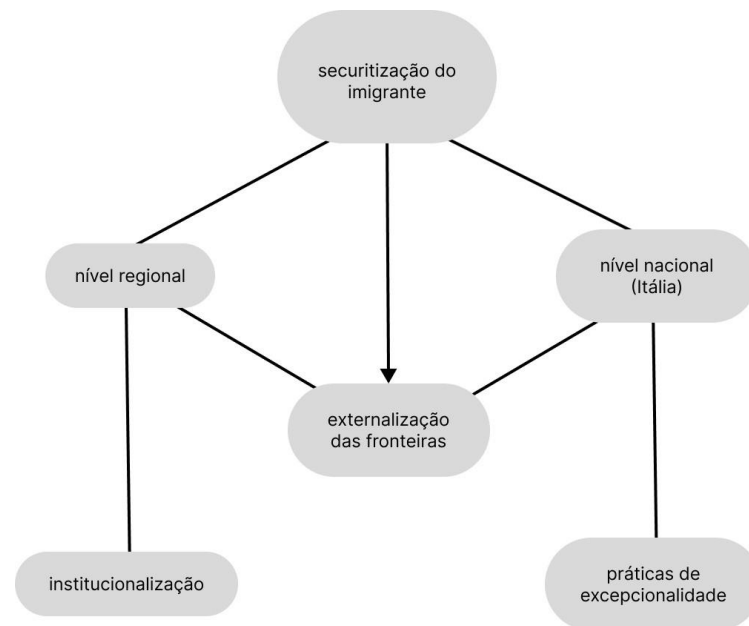 securitização do
imigrante
nível regional
nível nacional
(Itália)
externalização
das fronteiras
institucionalização
práticas de
excepcionalidade